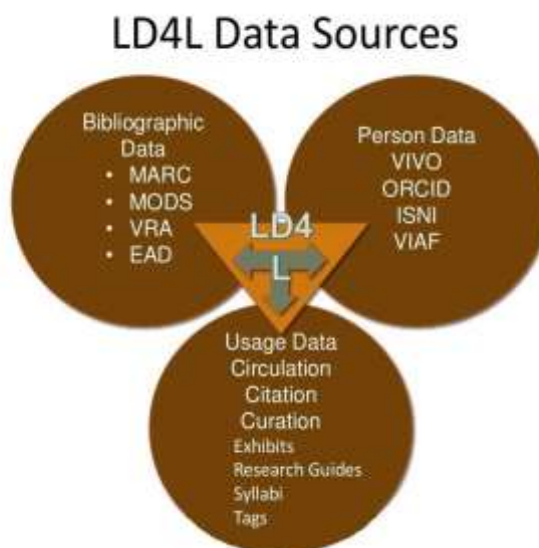 LD4L Data Sources
Bibliographic
Data
• MARC
• MODS
• VRA
• EAD
Person Data
VIVO
ORCID
ISNI
VIAF
LD4
L
Usage Data
Circulation
Citation
Curation
Exhibits
Research Guides
Syllabi
Tags